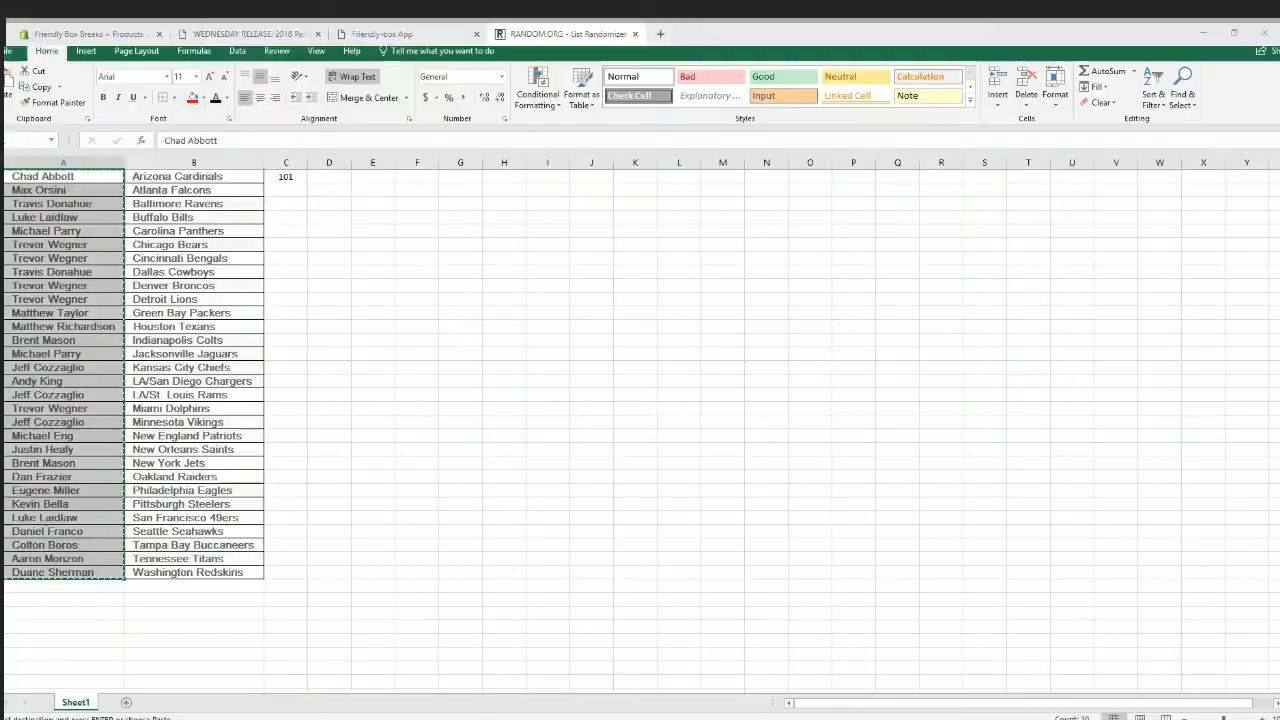 Friendly Box Breaks ~ Products
WEDNESDAY RELEASE: 2018 Pa
Friendly-box App
RANDOM.ORG - List Randomizer
Home Insert Page Layout Formulas Data Review View Help Tell me what you want to do
Cut
Copy
Format Painter
Clipboard
Arial 11
B I
Font
Wrap Text
Merge & Center
Alignment
General
$ % ,
Number
Conditional Formatting
Format as Table
Normal Bad Good Neutral Calculation
Check Cell Explanatory ... Input Linked Cell Note
Styles
Insert Delete Format
Cells
AutoSum
Fill
Clear
Sort & Filter
Find & Select
Editing
Chad Abbott
A B C D E F G H I J K L M N O P Q R S T U V W X Y
Chad Abbott Arizona Cardinals 101
Max Orsini Atlanta Falcons
Travis Donahue Baltimore Ravens
Luke Laidlaw Buffalo Bills
Michael Parry Carolina Panthers
Trevor Wegner Chicago Bears
Trevor Wegner Cincinnati Bengals
Travis Donahue Dallas Cowboys
Trevor Wegner Denver Broncos
Trevor Wegner Detroit Lions
Matthew Taylor Green Bay Packers
Matthew Richardson Houston Texans
Brent Mason Indianapolis Colts
Michael Parry Jacksonville Jaguars
Jeff Cozzaglio Kansas City Chiefs
Andy King LA/San Diego Chargers
Jeff Cozzaglio LA/St. Louis Rams
Trevor Wegner Miami Dolphins
Jeff Cozzaglio Minnesota Vikings
Michael Eng New England Patriots
Justin Healy New Orleans Saints
Brent Mason New York Jets
Dan Frazier Oakland Raiders
Eugene Miller Philadelphia Eagles
Kevin Bella Pittsburgh Steelers
Luke Laidlaw San Francisco 49ers
Daniel Franco Seattle Seahawks
Colton Boros Tampa Bay Buccaneers
Aaron Monzon Tennessee Titans
Duane Sherman Washington Redskins
Sheet1